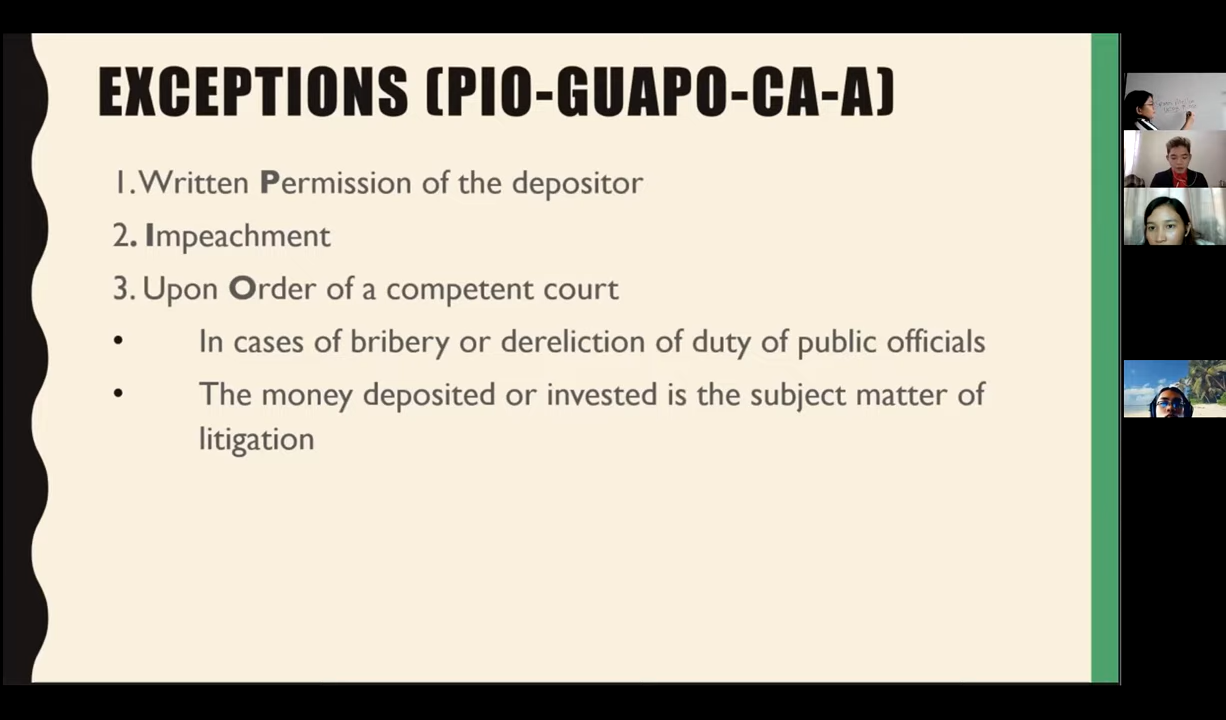 EXCEPTIONS (PIO-GUAPO-CA-A)
1. Written Permission of the depositor
2. Impeachment
3. Upon Order of a competent court
• In cases of bribery or dereliction of duty of public officials
• The money deposited or invested is the subject matter of
litigation